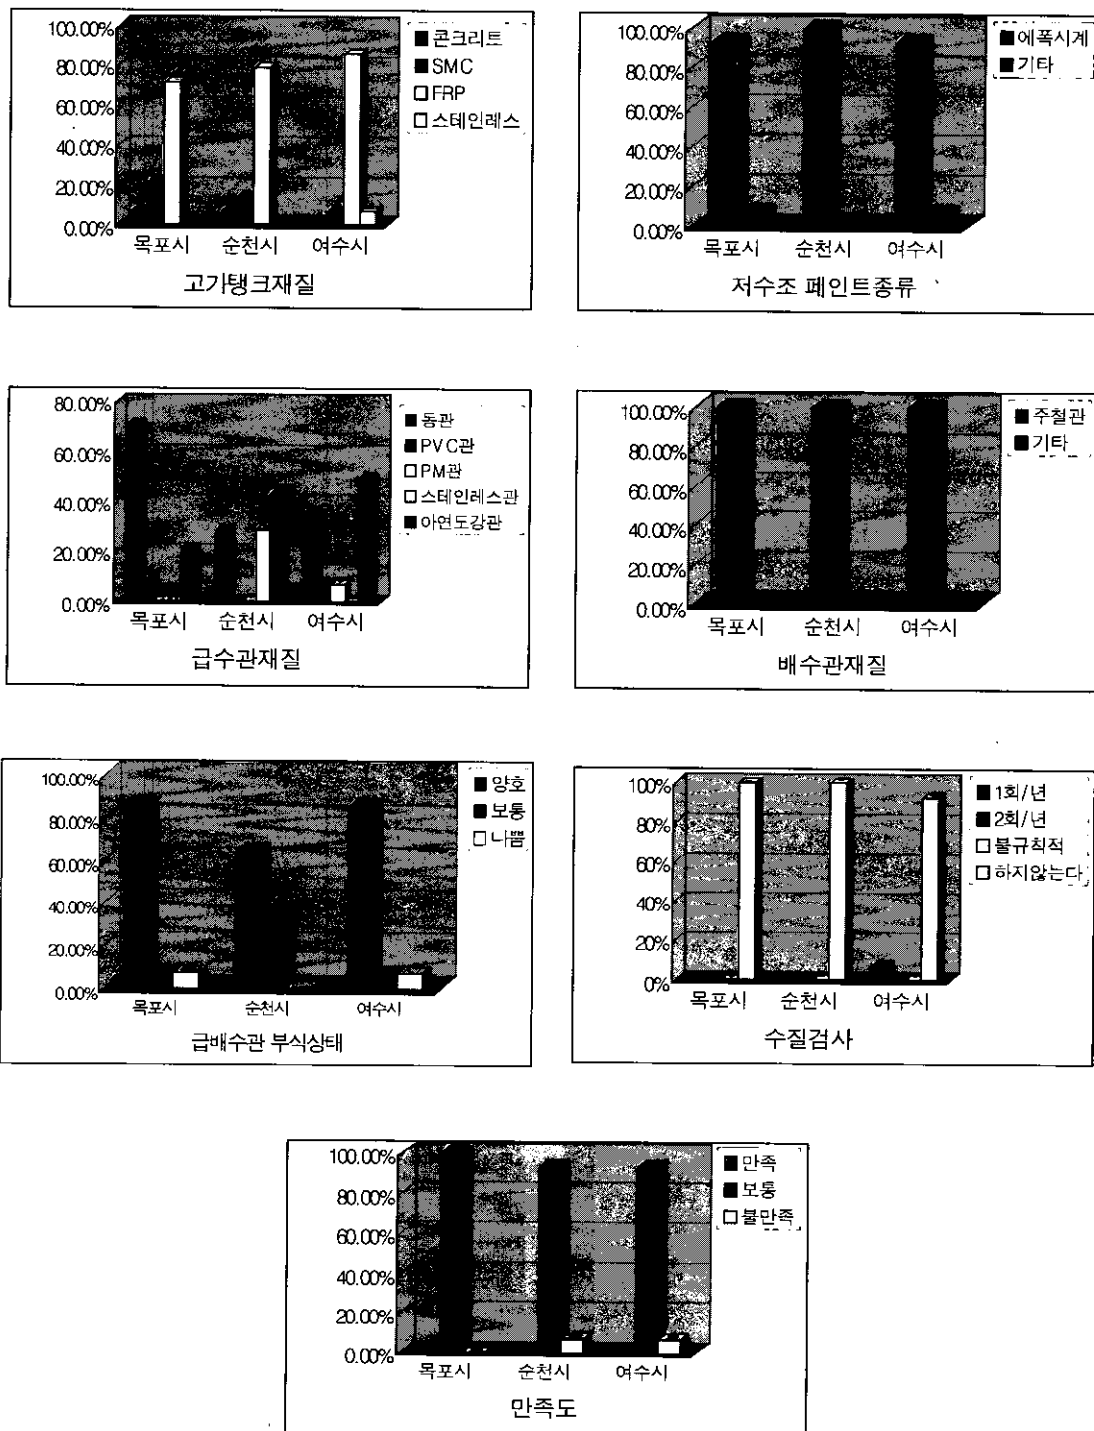 100.00%
80.00%
60.00%
40.00%
20.00%
0.00%
콘크리트
SMC
FRP
스테인레스
목포시 순천시 여수시
고가탱크재질
100.00%
80.00%
60.00%
40.00%
20.00%
0.00%
에폭시계
기타
목포시 순천시 여수시
저수조 페인트종류
80.00%
60.00%
40.00%
20.00%
0.00%
동관
PVC관
PM관
스테인레스관
아연도강관
목포시 순천시 여수시
급수관재질
100.00%
80.00%
60.00%
40.00%
20.00%
0.00%
주철관
기타
목포시 순천시 여수시
배수관재질
100.00%
80.00%
60.00%
40.00%
20.00%
0.00%
양호
보통
나쁨
목포시 순천시 여수시
급배수관 부식상태
100%
80%
60%
40%
20%
0%
1회/년
2회/년
불규칙적
하지않는다
목포시 순천시 여수시
수질검사
100.00%
80.00%
60.00%
40.00%
20.00%
0.00%
만족
보통
불만족
목포시 순천시 여수시
만족도